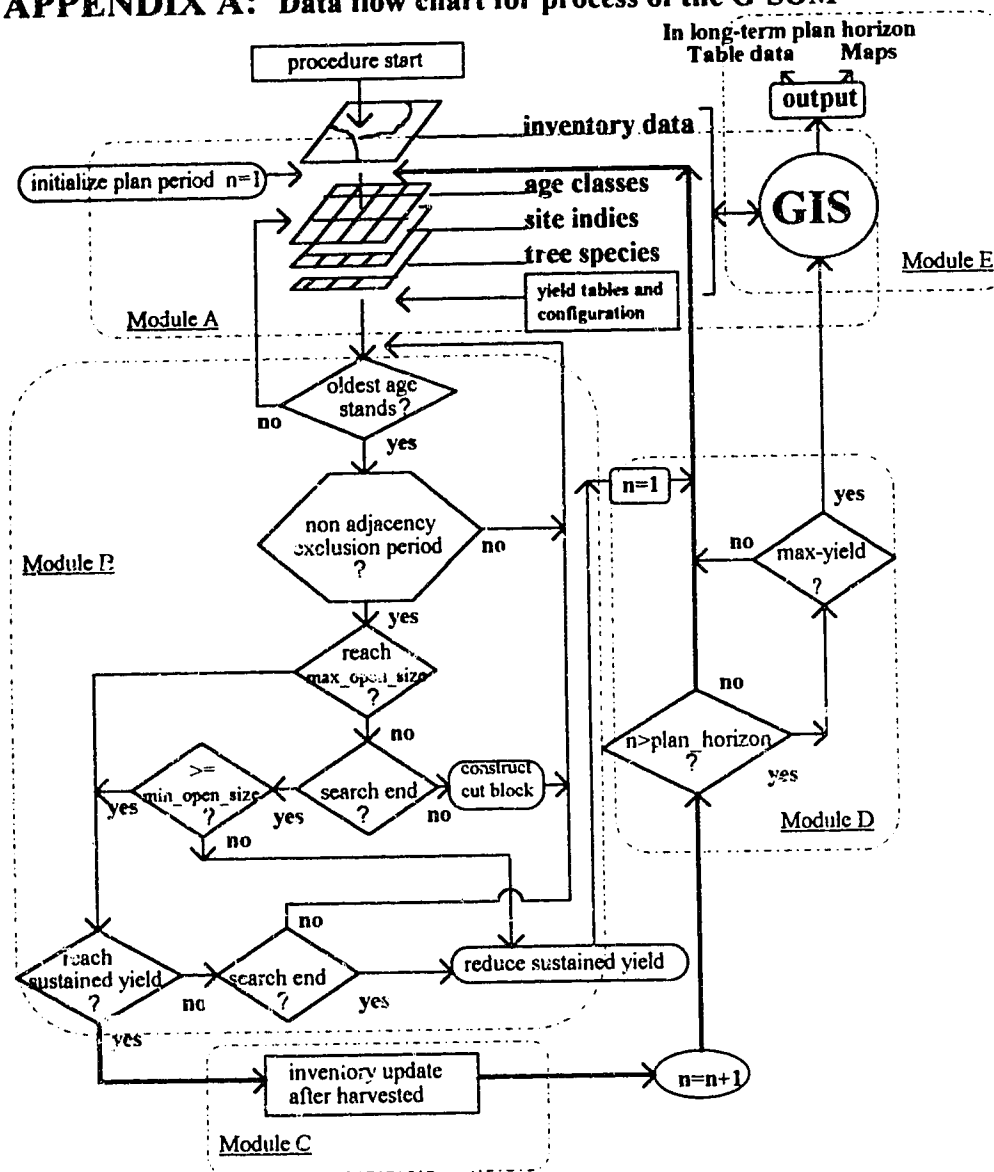 APPENDIX A: Data flow chart for process of the G-SOM
In long-term plan horizon
Table data Maps
output
GIS
Module E
procedure start
inventory data
initialize plan period n=1
age classes
site indies
tree species
yield tables and
configuration
Module A
oldest age
stands?
no
yes
non adjacency
exclusion period
?
no
yes
Module B
reach
max_open_size
?
no
search end
?
yes
no
construct
cut block
>=
min_open_size
?
yes
no
reach
sustained yield
?
no
yes
search end
?
no
yes
reduce sustained yield
n=1
max-yield
?
no
yes
n>plan_horizon
?
no
yes
Module D
inventory update
after harvested
Module C
n=n+1